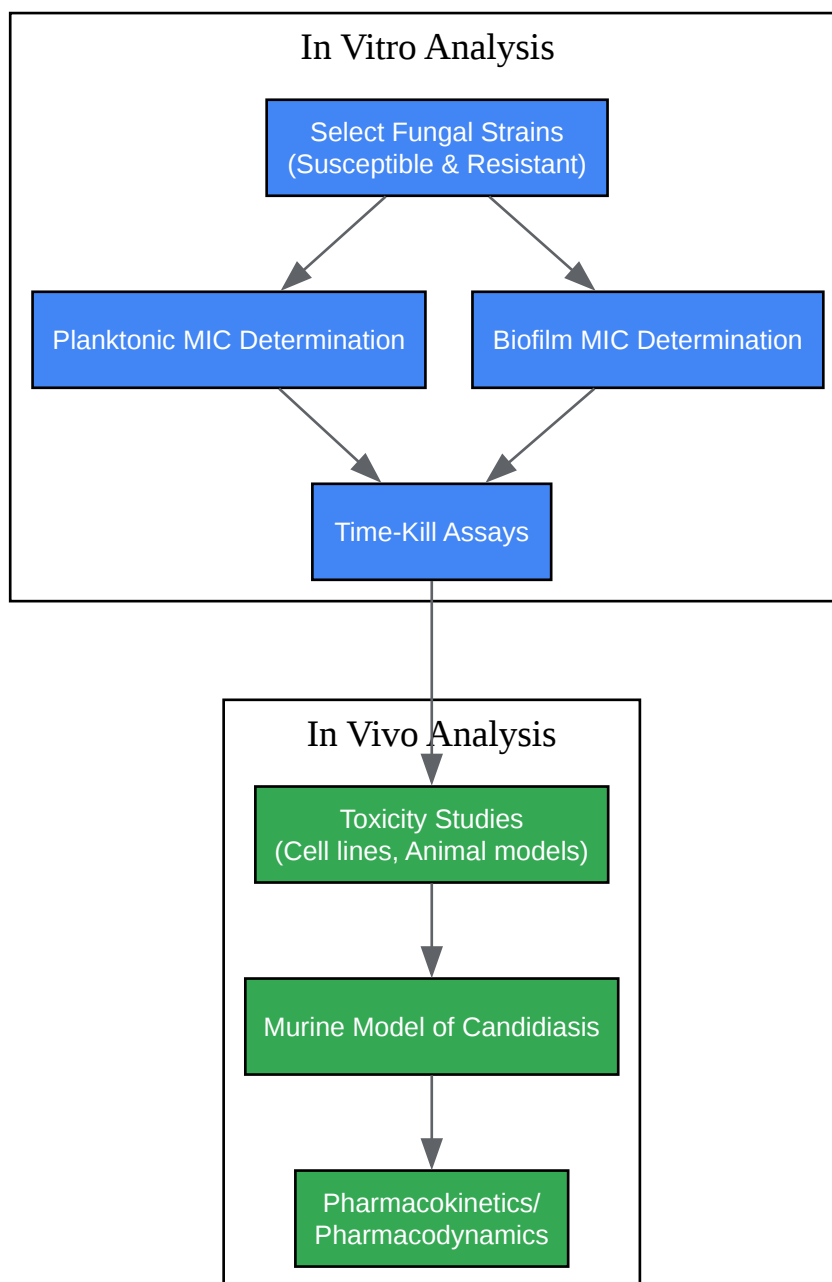 In Vitro Analysis
Select Fungal Strains
(Susceptible & Resistant)
Planktonic MIC Determination
Biofilm MIC Determination
Time-Kill Assays
In Vivo Analysis
Toxicity Studies
(Cell lines, Animal models)
Murine Model of Candidiasis
Pharmacokinetics/
Pharmacodynamics